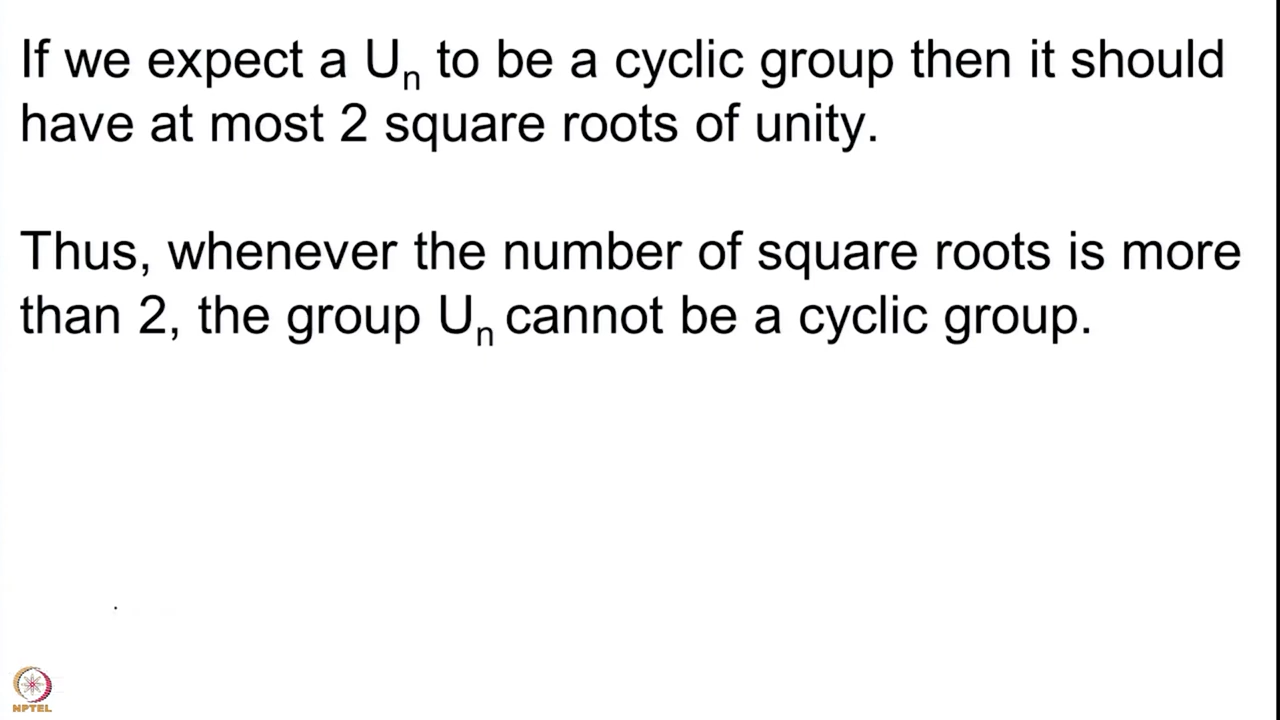 If we expect a Un to be a cyclic group then it should
have at most 2 square roots of unity.
Thus, whenever the number of square roots is more
than 2, the group Un cannot be a cyclic group.
NPTEL